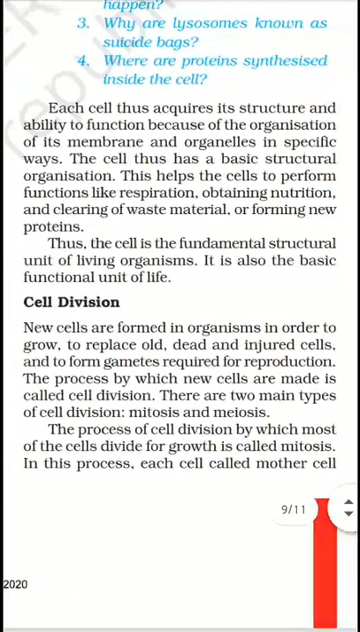 happen?
3. Why are lysosomes known as
suicide bags?
4. Where are proteins synthesised
inside the cell?
Each cell thus acquires its structure and
ability to function because of the organisation
of its membrane and organelles in specific
ways. The cell thus has a basic structural
organisation. This helps the cells to perform
functions like respiration, obtaining nutrition,
and clearing of waste material, or forming new
proteins.
Thus, the cell is the fundamental structural
unit of living organisms. It is also the basic
functional unit of life.
Cell Division
New cells are formed in organisms in order to
grow, to replace old, dead and injured cells,
and to form gametes required for reproduction.
The process by which new cells are made is
called cell division. There are two main types
of cell division: mitosis and meiosis.
The process of cell division by which most
of the cells divide for growth is called mitosis.
In this process, each cell called mother cell
9/11
2020